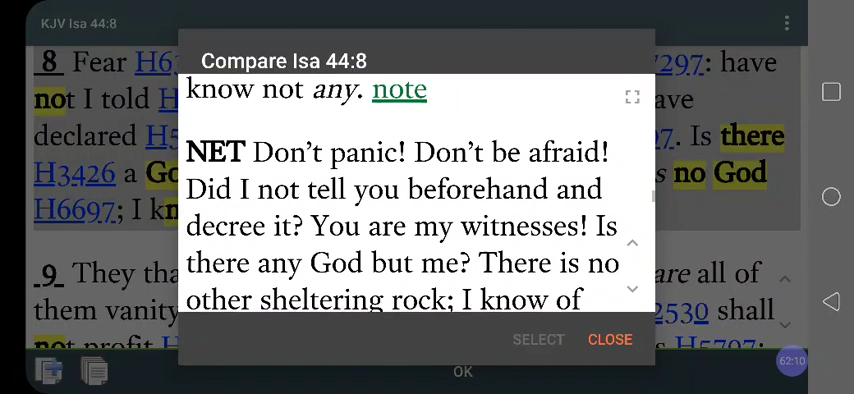 KJV Isa 44:8
Compare Isa 44:8
8 Fear H63 7297: have
not I told H ave
declared H5 7. Is there
H3426 a Go s no God
H6697; I kn
know not any. note
NET Don't panic! Don't be afraid!
Did I not tell you beforehand and
decree it? You are my witnesses! Is
there any God but me? There is no
other sheltering rock; I know of
9 They tha are all of
them vanity 2530 shall
not profit H s H5707:
SELECT CLOSE
OK
62:10